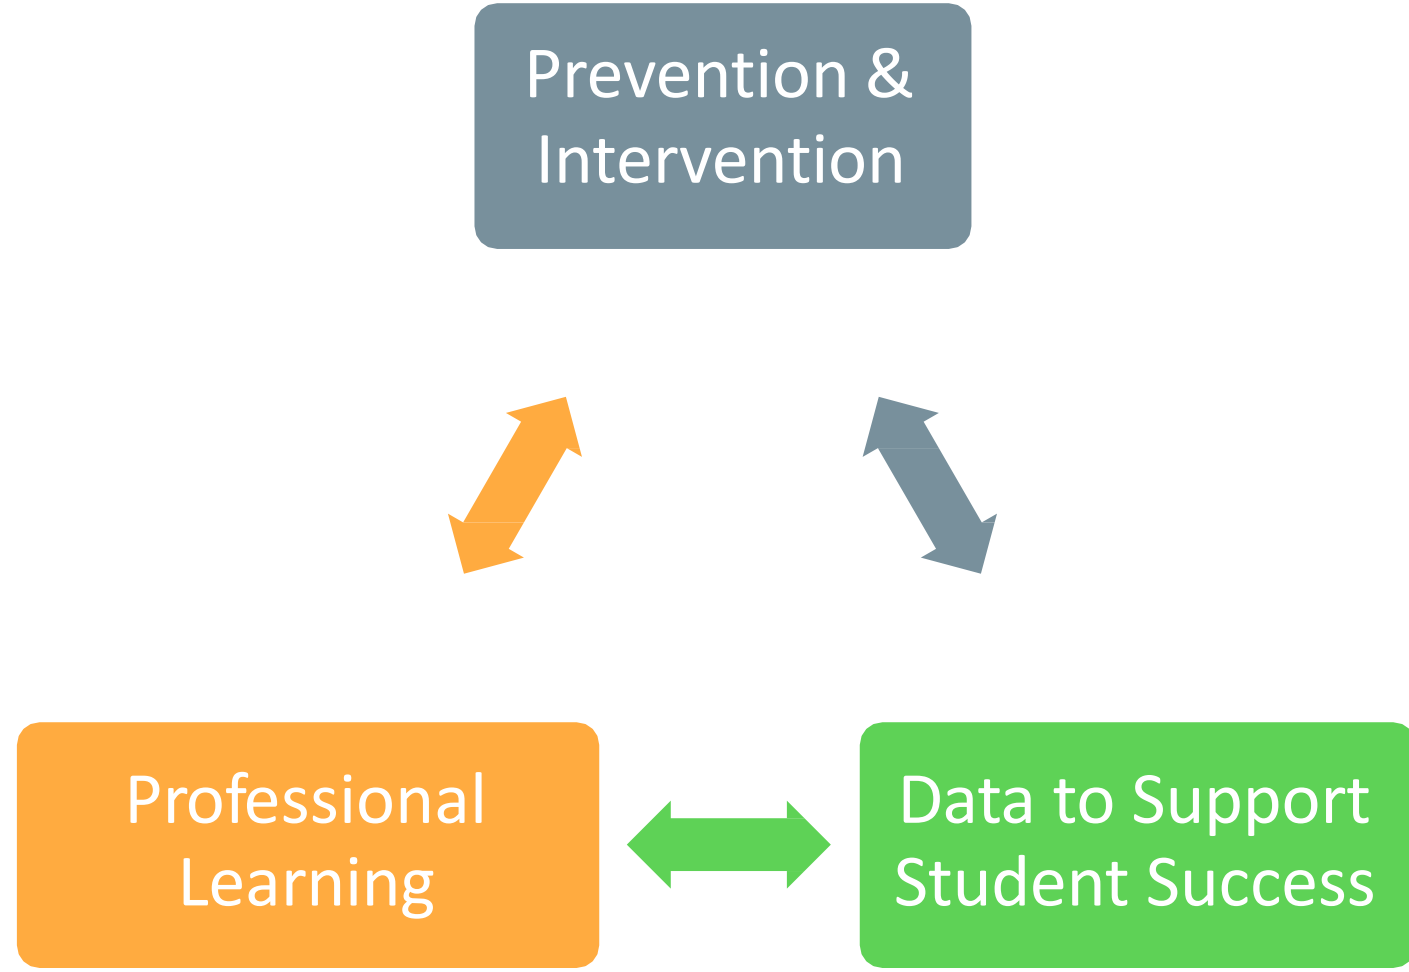 Prevention &
Intervention
Professional
Learning
Data to Support
Student Success